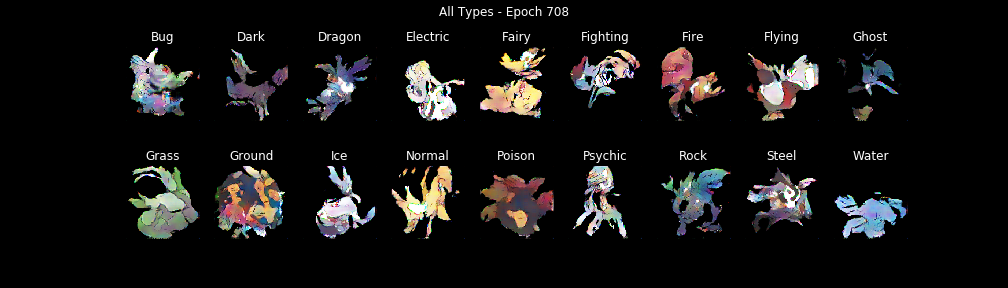 All Types - Epoch 708
Bug Dark Dragon Electric Fairy Fighting Fire Flying Ghost
Grass Ground Ice Normal Poison Psychic Rock Steel Water